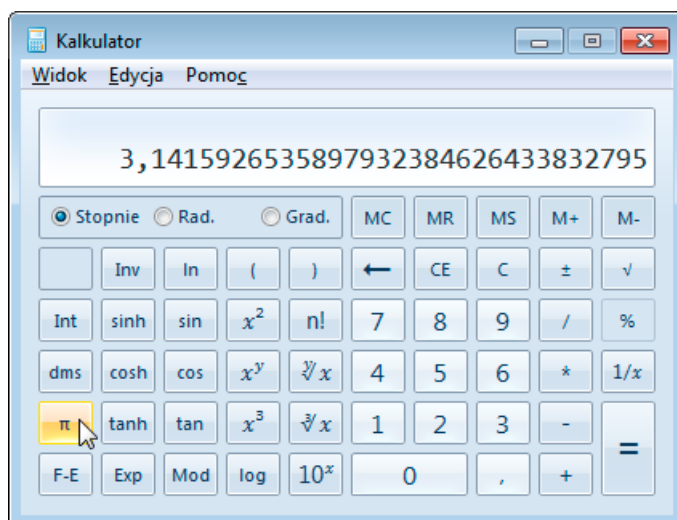 Kalkulator
Widok Edycja Pomoc
3,1415926535897932384626433832795
Stopnie Rad. Grad. MC MR MS M+ M-
Inv ln ( ) ← CE C ± √
Int sinh sin x² n! 7 8 9 / %
dms cosh cos xʸ ʸ√x 4 5 6 * 1/x
π tanh tan x³ ³√x 1 2 3 - =
F-E Exp Mod log 10ˣ 0 , +